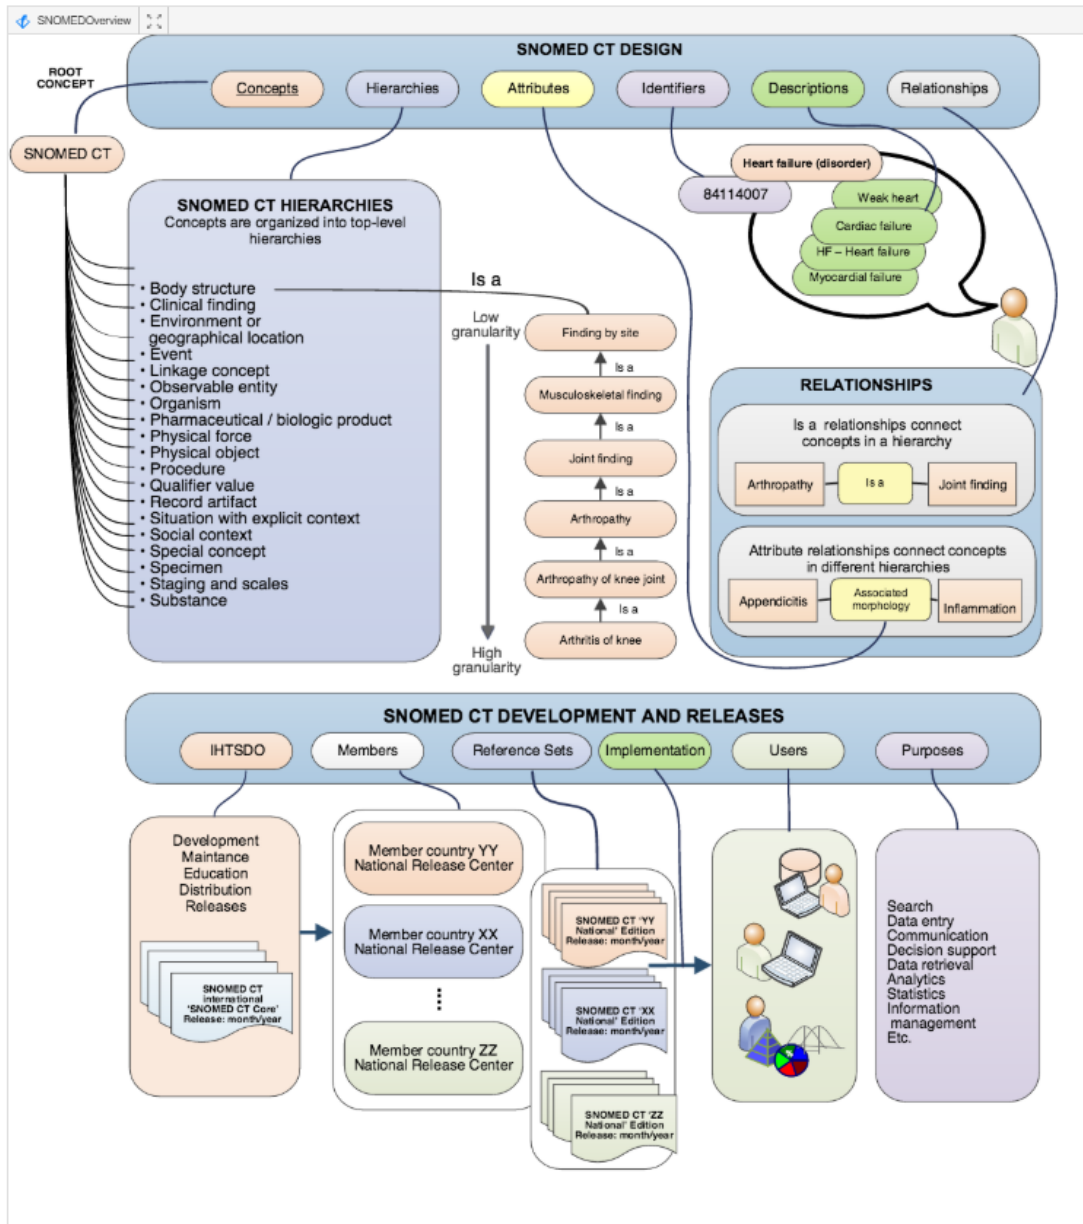 SNOMEDOverview
SNOMED CT DESIGN
ROOT
CONCEPT
Concepts
Hierarchies
Attributes
Identifiers
Descriptions
Relationships
SNOMED CT
Heart failure (disorder)
84114007
Weak heart
Cardiac failure
HF – Heart failure
Myocardial failure
SNOMED CT HIERARCHIES
Concepts are organized into top-level
hierarchies
• Body structure
• Clinical finding
• Environment or
geographical location
• Event
• Linkage concept
• Observable entity
• Organism
• Pharmaceutical / biologic product
• Physical force
• Physical object
• Procedure
• Qualifier value
• Record artifact
• Situation with explicit context
• Social context
• Special concept
• Specimen
• Staging and scales
• Substance
Is a
Low
granularity
High
granularity
Finding by site
Is a
Musculoskeletal finding
Is a
Joint finding
Is a
Arthropathy
Is a
Arthropathy of knee joint
Is a
Arthritis of knee
RELATIONSHIPS
Is a relationships connect
concepts in a hierarchy
Arthropathy
Is a
Joint finding
Attribute relationships connect concepts
in different hierarchies
Appendicitis
Associated
morphology
Inflammation
SNOMED CT DEVELOPMENT AND RELEASES
IHTSDO
Members
Reference Sets
Implementation
Users
Purposes
Development
Maintance
Education
Distribution
Releases
SNOMED CT
international
'SNOMED CT Core'
Release: month/year
Member country YY
National Release Center
Member country XX
National Release Center
Member country ZZ
National Release Center
SNOMED CT 'YY
National' Edition
Release: month/year
SNOMED CT 'XX
National' Edition
Release: month/year
SNOMED CT 'ZZ
National' Edition
Release: month/year
Search
Data entry
Communication
Decision support
Data retrieval
Analytics
Statistics
Information
management
Etc.